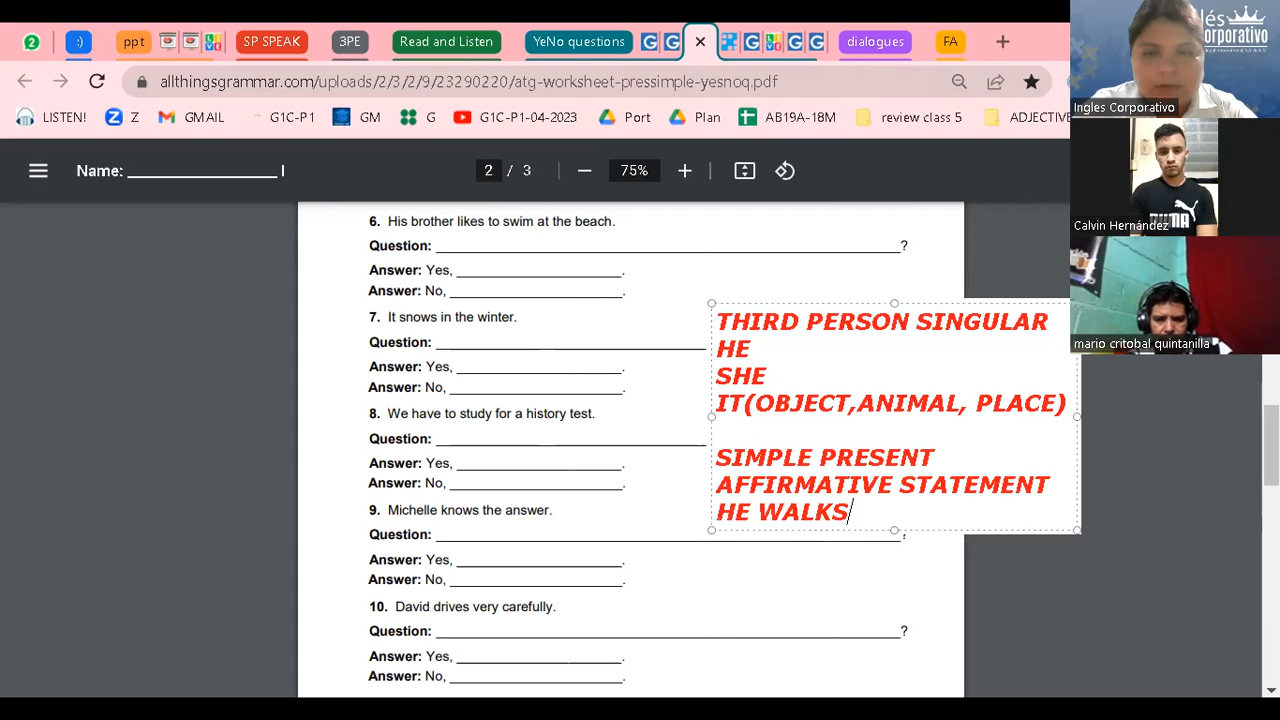 :)
ppt
SP SPEAK
3PE
Read and Listen
YeNo questions
dialogues
FA
allthingsgrammar.com/uploads/2/3/2/9/23290220/atg-worksheet-pressimple-yesnoq.pdf
LISTEN!
Z
GMAIL
G1C-P1
GM
G
G1C-P1-04-2023
Port
Plan
AB19A-18M
review class 5
ADJECTIVE
Name: _________________ I
2 / 3
75%
6. His brother likes to swim at the beach.
Question: ?
Answer: Yes, .
Answer: No, .
7. It snows in the winter.
Question:
Answer: Yes, .
Answer: No, .
8. We have to study for a history test.
Question:
Answer: Yes, .
Answer: No, .
9. Michelle knows the answer.
Question:
Answer: Yes, .
Answer: No, .
10. David drives very carefully.
Question: ?
Answer: Yes, .
Answer: No, .
THIRD PERSON SINGULAR
HE
SHE
IT(OBJECT,ANIMAL, PLACE)
SIMPLE PRESENT
AFFIRMATIVE STATEMENT
HE WALKS
Ingles Corporativo
Calvin Hernández
PUMA
mario critobal quintanilla